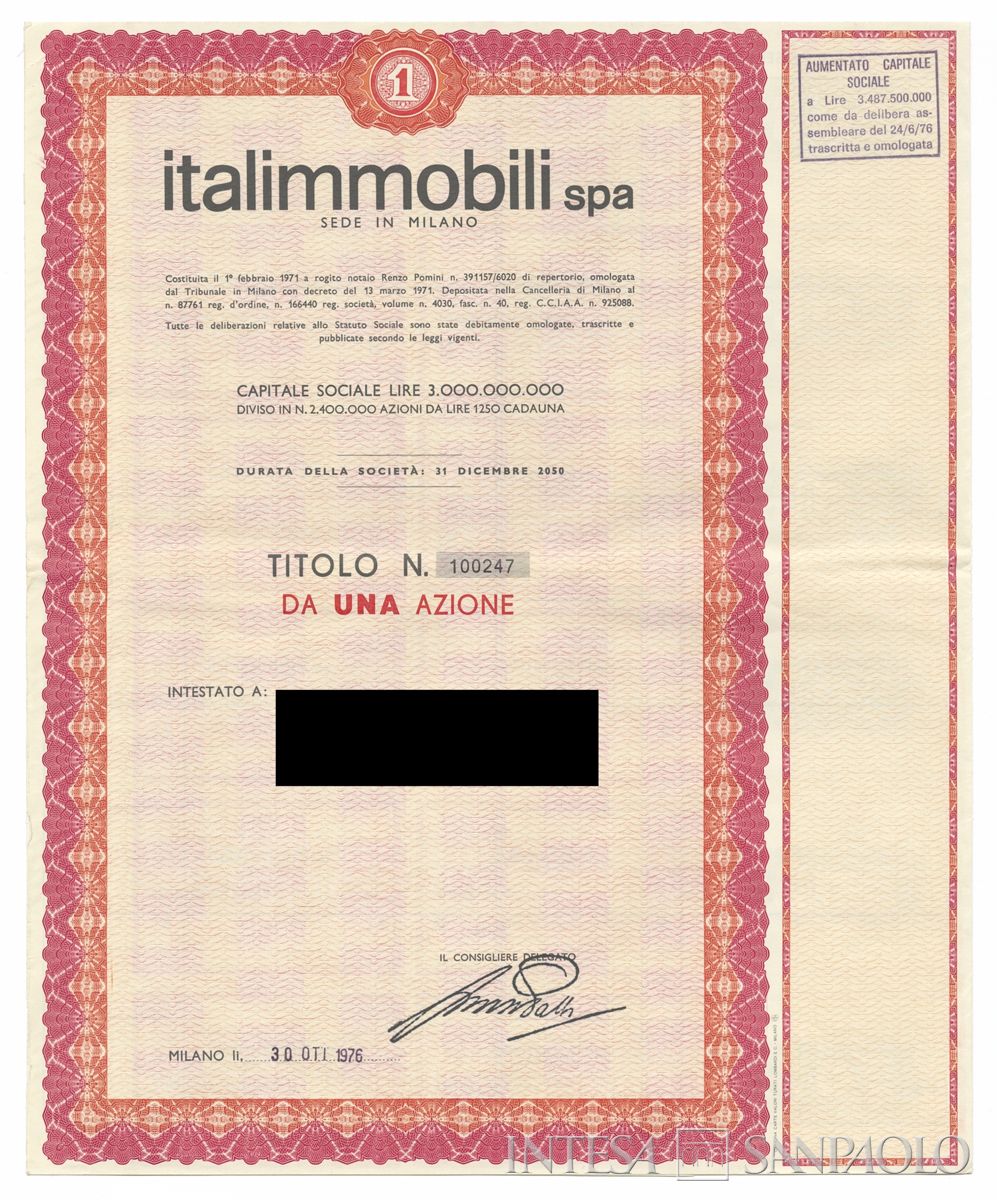 1
italimmobili spa
SEDE IN MILANO
Costituita il 1° febbraio 1971 a rogito notaio Renzo Pomini n. 391157/6020 di repertorio, omologata
dal Tribunale in Milano con decreto del 13 marzo 1971. Depositata nella Cancelleria di Milano al
n. 87761 reg. d'ordine, n. 166440 reg. società, volume n. 4030, fasc. n. 40, reg. C.C.I.A.A. n. 925088.
Tutte le deliberazioni relative allo Statuto Sociale sono state debitamente omologate, trascritte e
pubblicate secondo le leggi vigenti.
CAPITALE SOCIALE LIRE 3.000.000.000
DIVISO IN N. 2.400.000 AZIONI DA LIRE 1250 CADAUNA
DURATA DELLA SOCIETÀ: 31 DICEMBRE 2050
TITOLO N. 100247
DA UNA AZIONE
INTESTATO A:
IL CONSIGLIERE DELEGATO
MILANO lì, 30 OTT 1976
AUMENTATO CAPITALE
SOCIALE
a Lire 3.487.500.000
come da delibera as-
sembleare del 24/6/76
trascritta e omologata
INTESA SANPAOLO